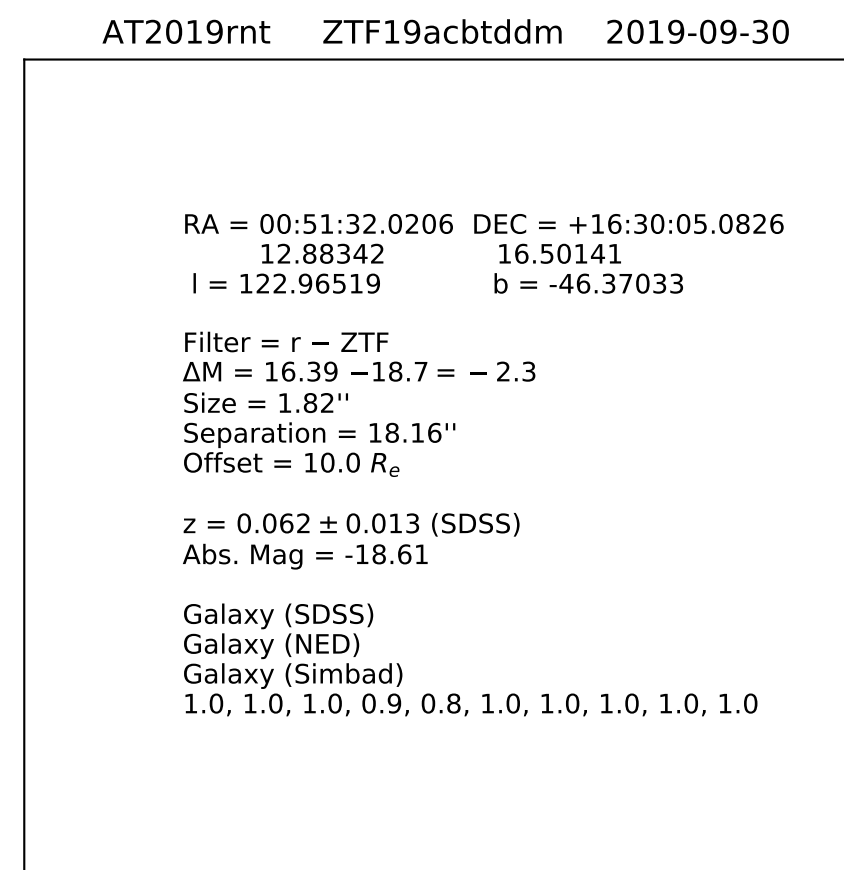 AT2019rnt ZTF19acbtddm 2019-09-30
RA = 00:51:32.0206 DEC = +16:30:05.0826
12.88342 16.50141
l = 122.96519 b = -46.37033
Filter = r − ZTF
ΔM = 16.39 −18.7 = − 2.3
Size = 1.82''
Separation = 18.16''
Offset = 10.0 Rₑ
z = 0.062 ± 0.013 (SDSS)
Abs. Mag = -18.61
Galaxy (SDSS)
Galaxy (NED)
Galaxy (Simbad)
1.0, 1.0, 1.0, 0.9, 0.8, 1.0, 1.0, 1.0, 1.0, 1.0